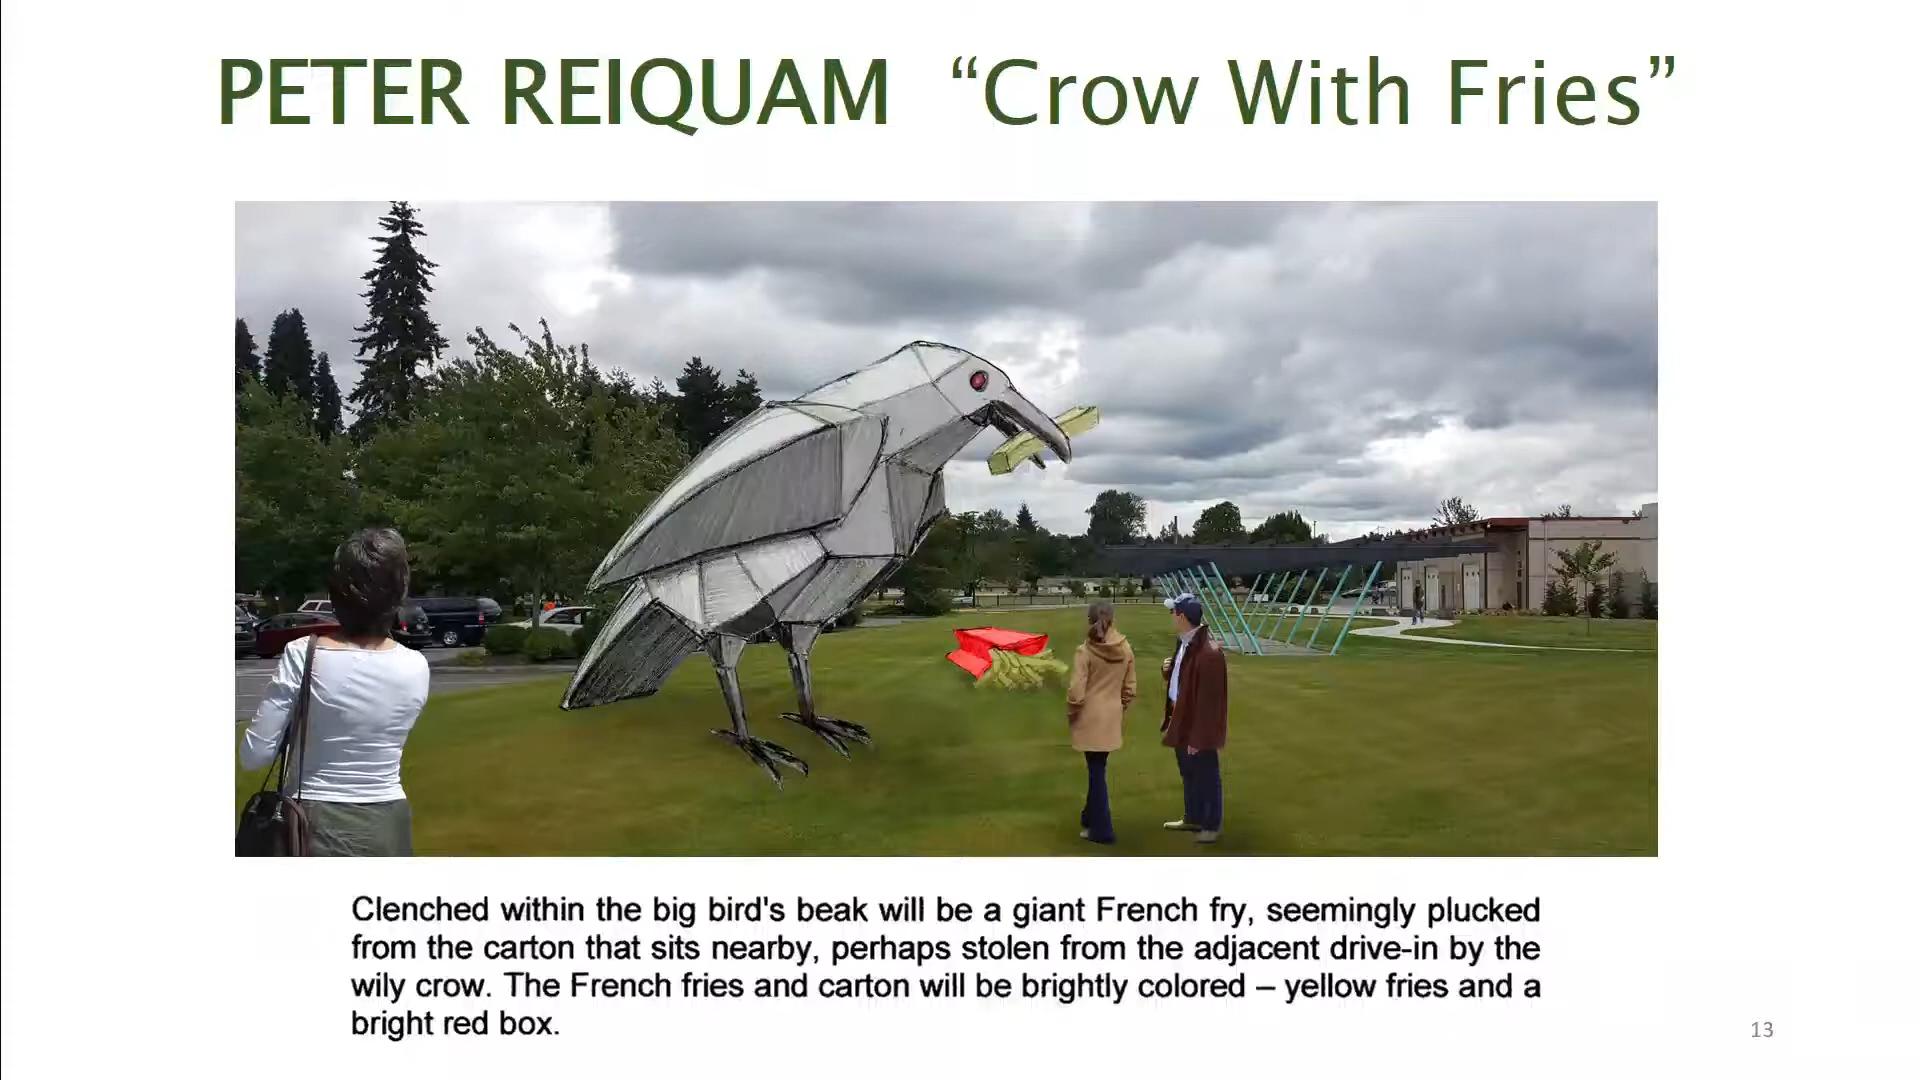 PETER REIQUAM “Crow With Fries”
Clenched within the big bird's beak will be a giant French fry, seemingly plucked
from the carton that sits nearby, perhaps stolen from the adjacent drive-in by the
wily crow. The French fries and carton will be brightly colored – yellow fries and a
bright red box.
13